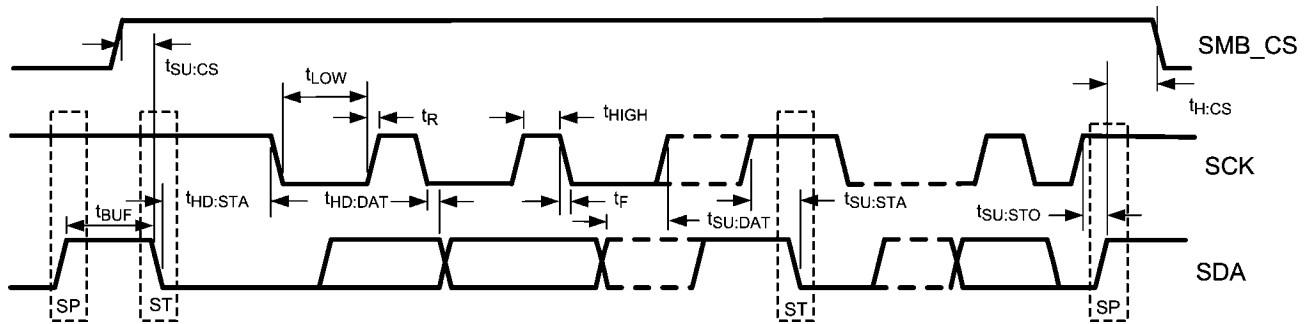 SMB_CS
tSU:CS
tLOW
tR
tHIGH
tH:CS
SCK
tBUF
tHD:STA
tHD:DAT
tF
tSU:DAT
tSU:STA
tSU:STO
SDA
SP
ST
ST
SP